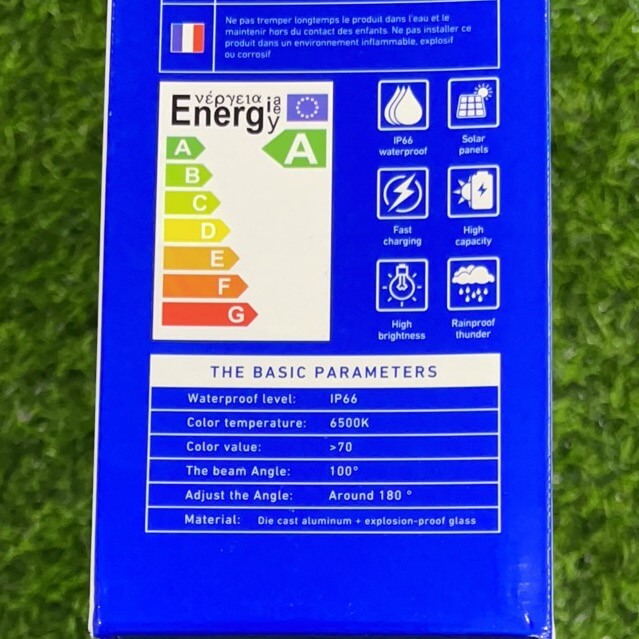 Ne pas tremper longtemps le produit dans l'eau et le
maintenir hors du contact des enfants. Ne pas installer ce
produit dans un environnement inflammable, explosif
ou corrosif
νέργεια
Energ
ia
ie
y
A
A
B
C
D
E
F
G
IP66
waterproof
Solar
panels
Fast
charging
High
capacity
High
brightness
Rainproof
thunder
THE BASIC PARAMETERS
Waterproof level: IP66
Color temperature: 6500K
Color value: >70
The beam Angle: 100°
Adjust the Angle: Around 180 °
Material: Die cast aluminum + explosion-proof glass